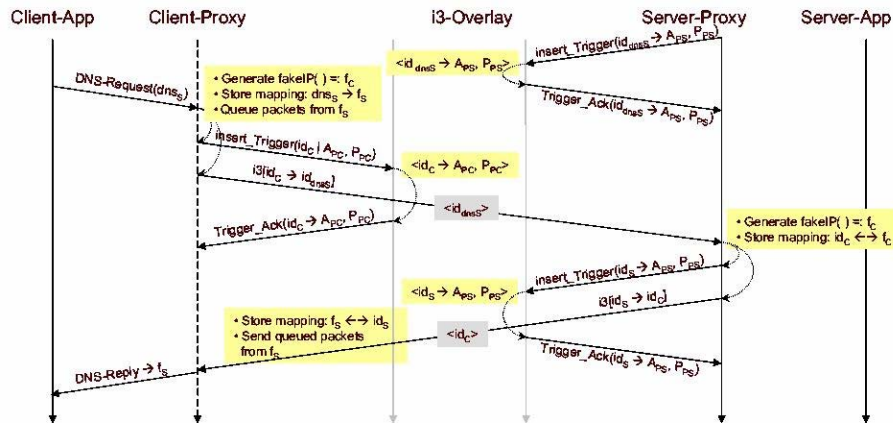 Client-App Client-Proxy i3-Overlay Server-Proxy Server-App
insert_Trigger(id_dnsS → A_PS, P_PS)
<id_dnsS → A_PS, P_PS>
DNS-Request(dns_S)
• Generate fakeIP( ) =: f_C
• Store mapping: dns_S → f_S
• Queue packets from f_S
Trigger_Ack(id_dnsS → A_PS, P_PS)
insert_Trigger(id_C | A_PC, P_PC)
<id_C → A_PC, P_PC>
i3[id_C → id_dnsS]
<id_dnsS>
Trigger_Ack(id_C → A_PC, P_PC)
• Generate fakeIP( ) =: f_C
• Store mapping: id_C ←→ f_C
insert_Trigger(id_S → A_PS, P_PS)
<id_S → A_PS, P_PS>
i3[id_S → id_C]
• Store mapping: f_S ←→ id_S
• Send queued packets
from f_S
<id_C>
Trigger_Ack(id_S → A_PS, P_PS)
DNS-Reply → f_S